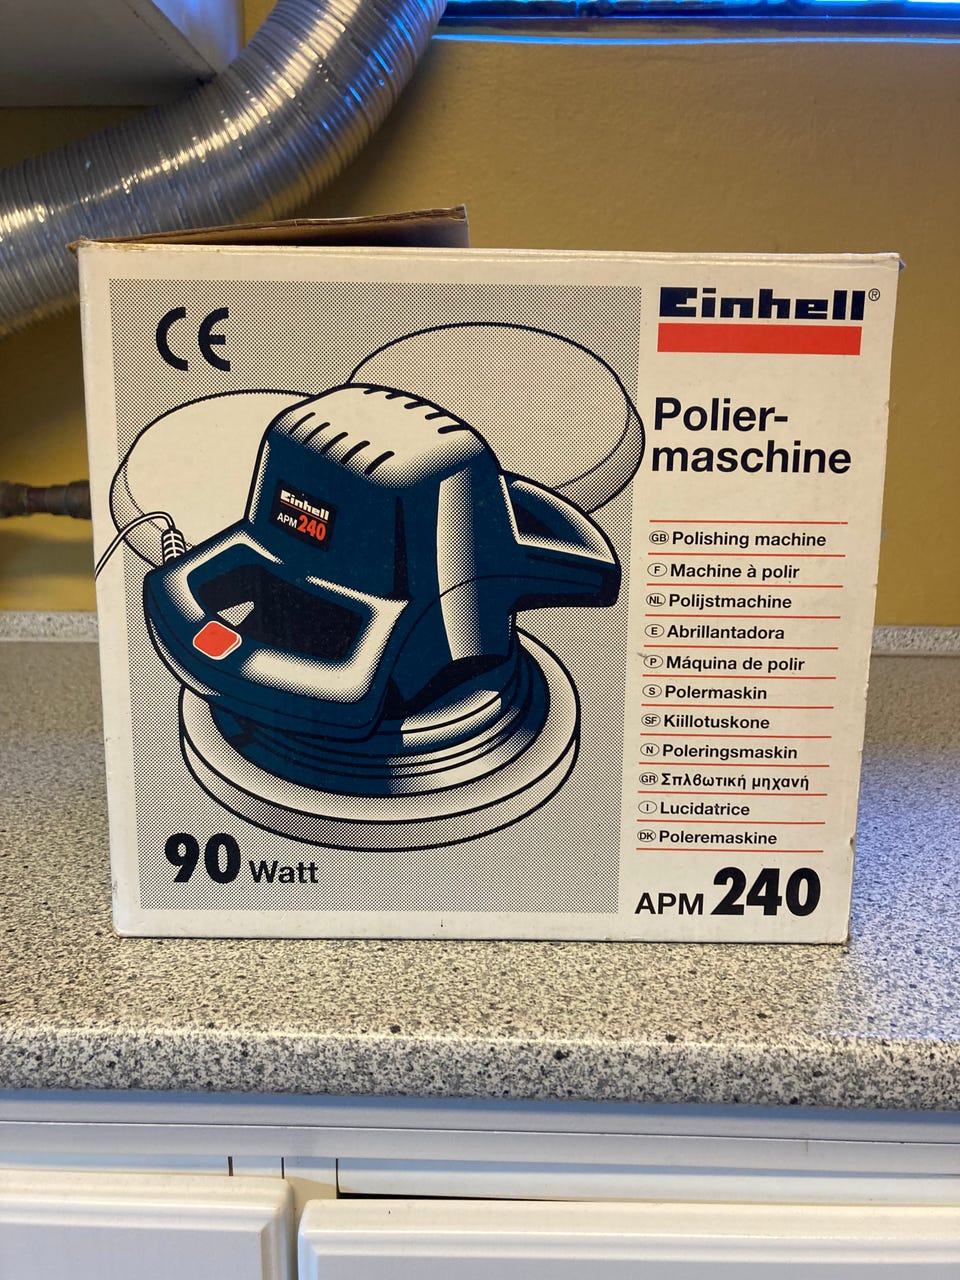 CE
Einhell®
Polier-
maschine
Einhell
APM 240
GB Polishing machine
F Machine à polir
NL Polijstmachine
E Abrillantadora
P Máquina de polir
S Polermaskin
SF Kiillotuskone
N Poleringsmaskin
GR Σπλβωτική μηχανή
I Lucidatrice
DK Poleremaskine
90 Watt
APM 240